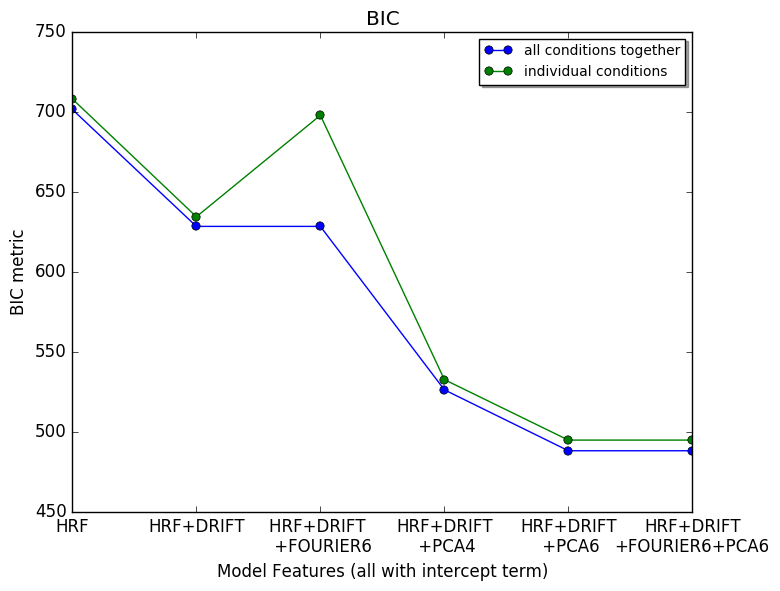 BIC
all conditions together
individual conditions
BIC metric
750
700
650
600
550
500
450
HRF
HRF+DRIFT
HRF+DRIFT
+FOURIER6
HRF+DRIFT
+PCA4
HRF+DRIFT
+PCA6
HRF+DRIFT
+FOURIER6+PCA6
Model Features (all with intercept term)